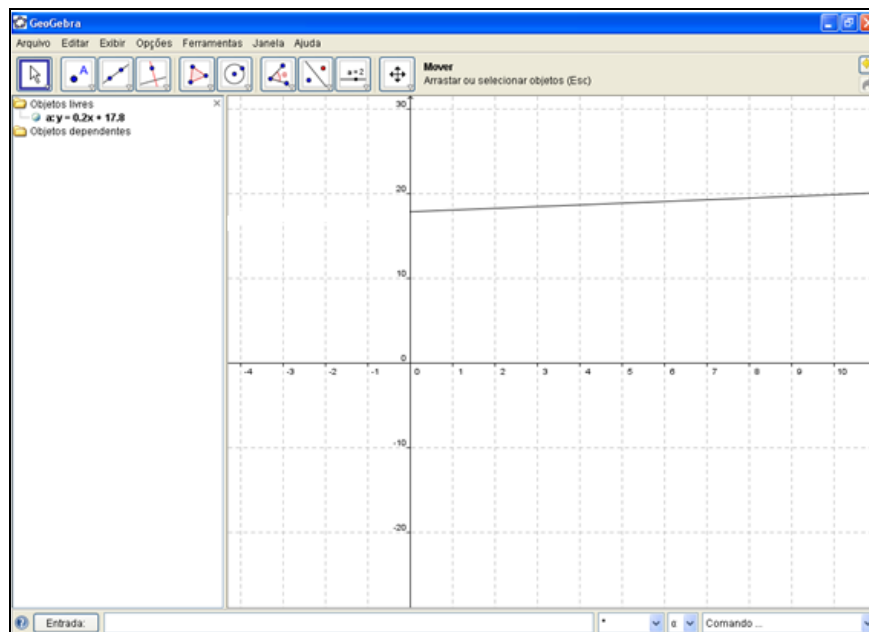 GeoGebra
Arquivo Editar Exibir Opções Ferramentas Janela Ajuda
A
a=2
Mover
Arrastar ou selecionar objetos (Esc)
Objetos livres
a: y = 0.2x + 17.8
Objetos dependentes
30
20
10
0
-4 -3 -2 -1 0 1 2 3 4 5 6 7 8 9 10
-10
-20
Entrada:
*
α
Comando ...